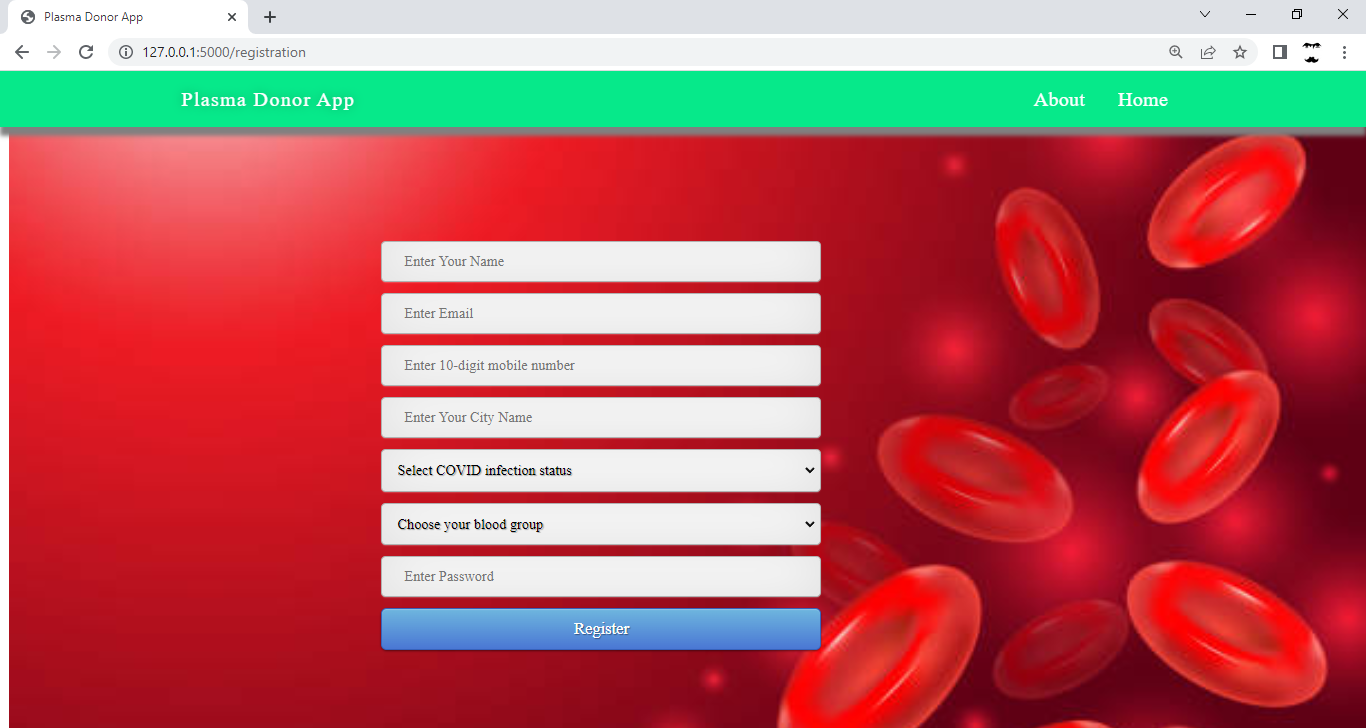 Plasma Donor App
127.0.0.1:5000/registration
Plasma Donor App
About Home
Enter Your Name
Enter Email
Enter 10-digit mobile number
Enter Your City Name
Select COVID infection status
Choose your blood group
Enter Password
Register